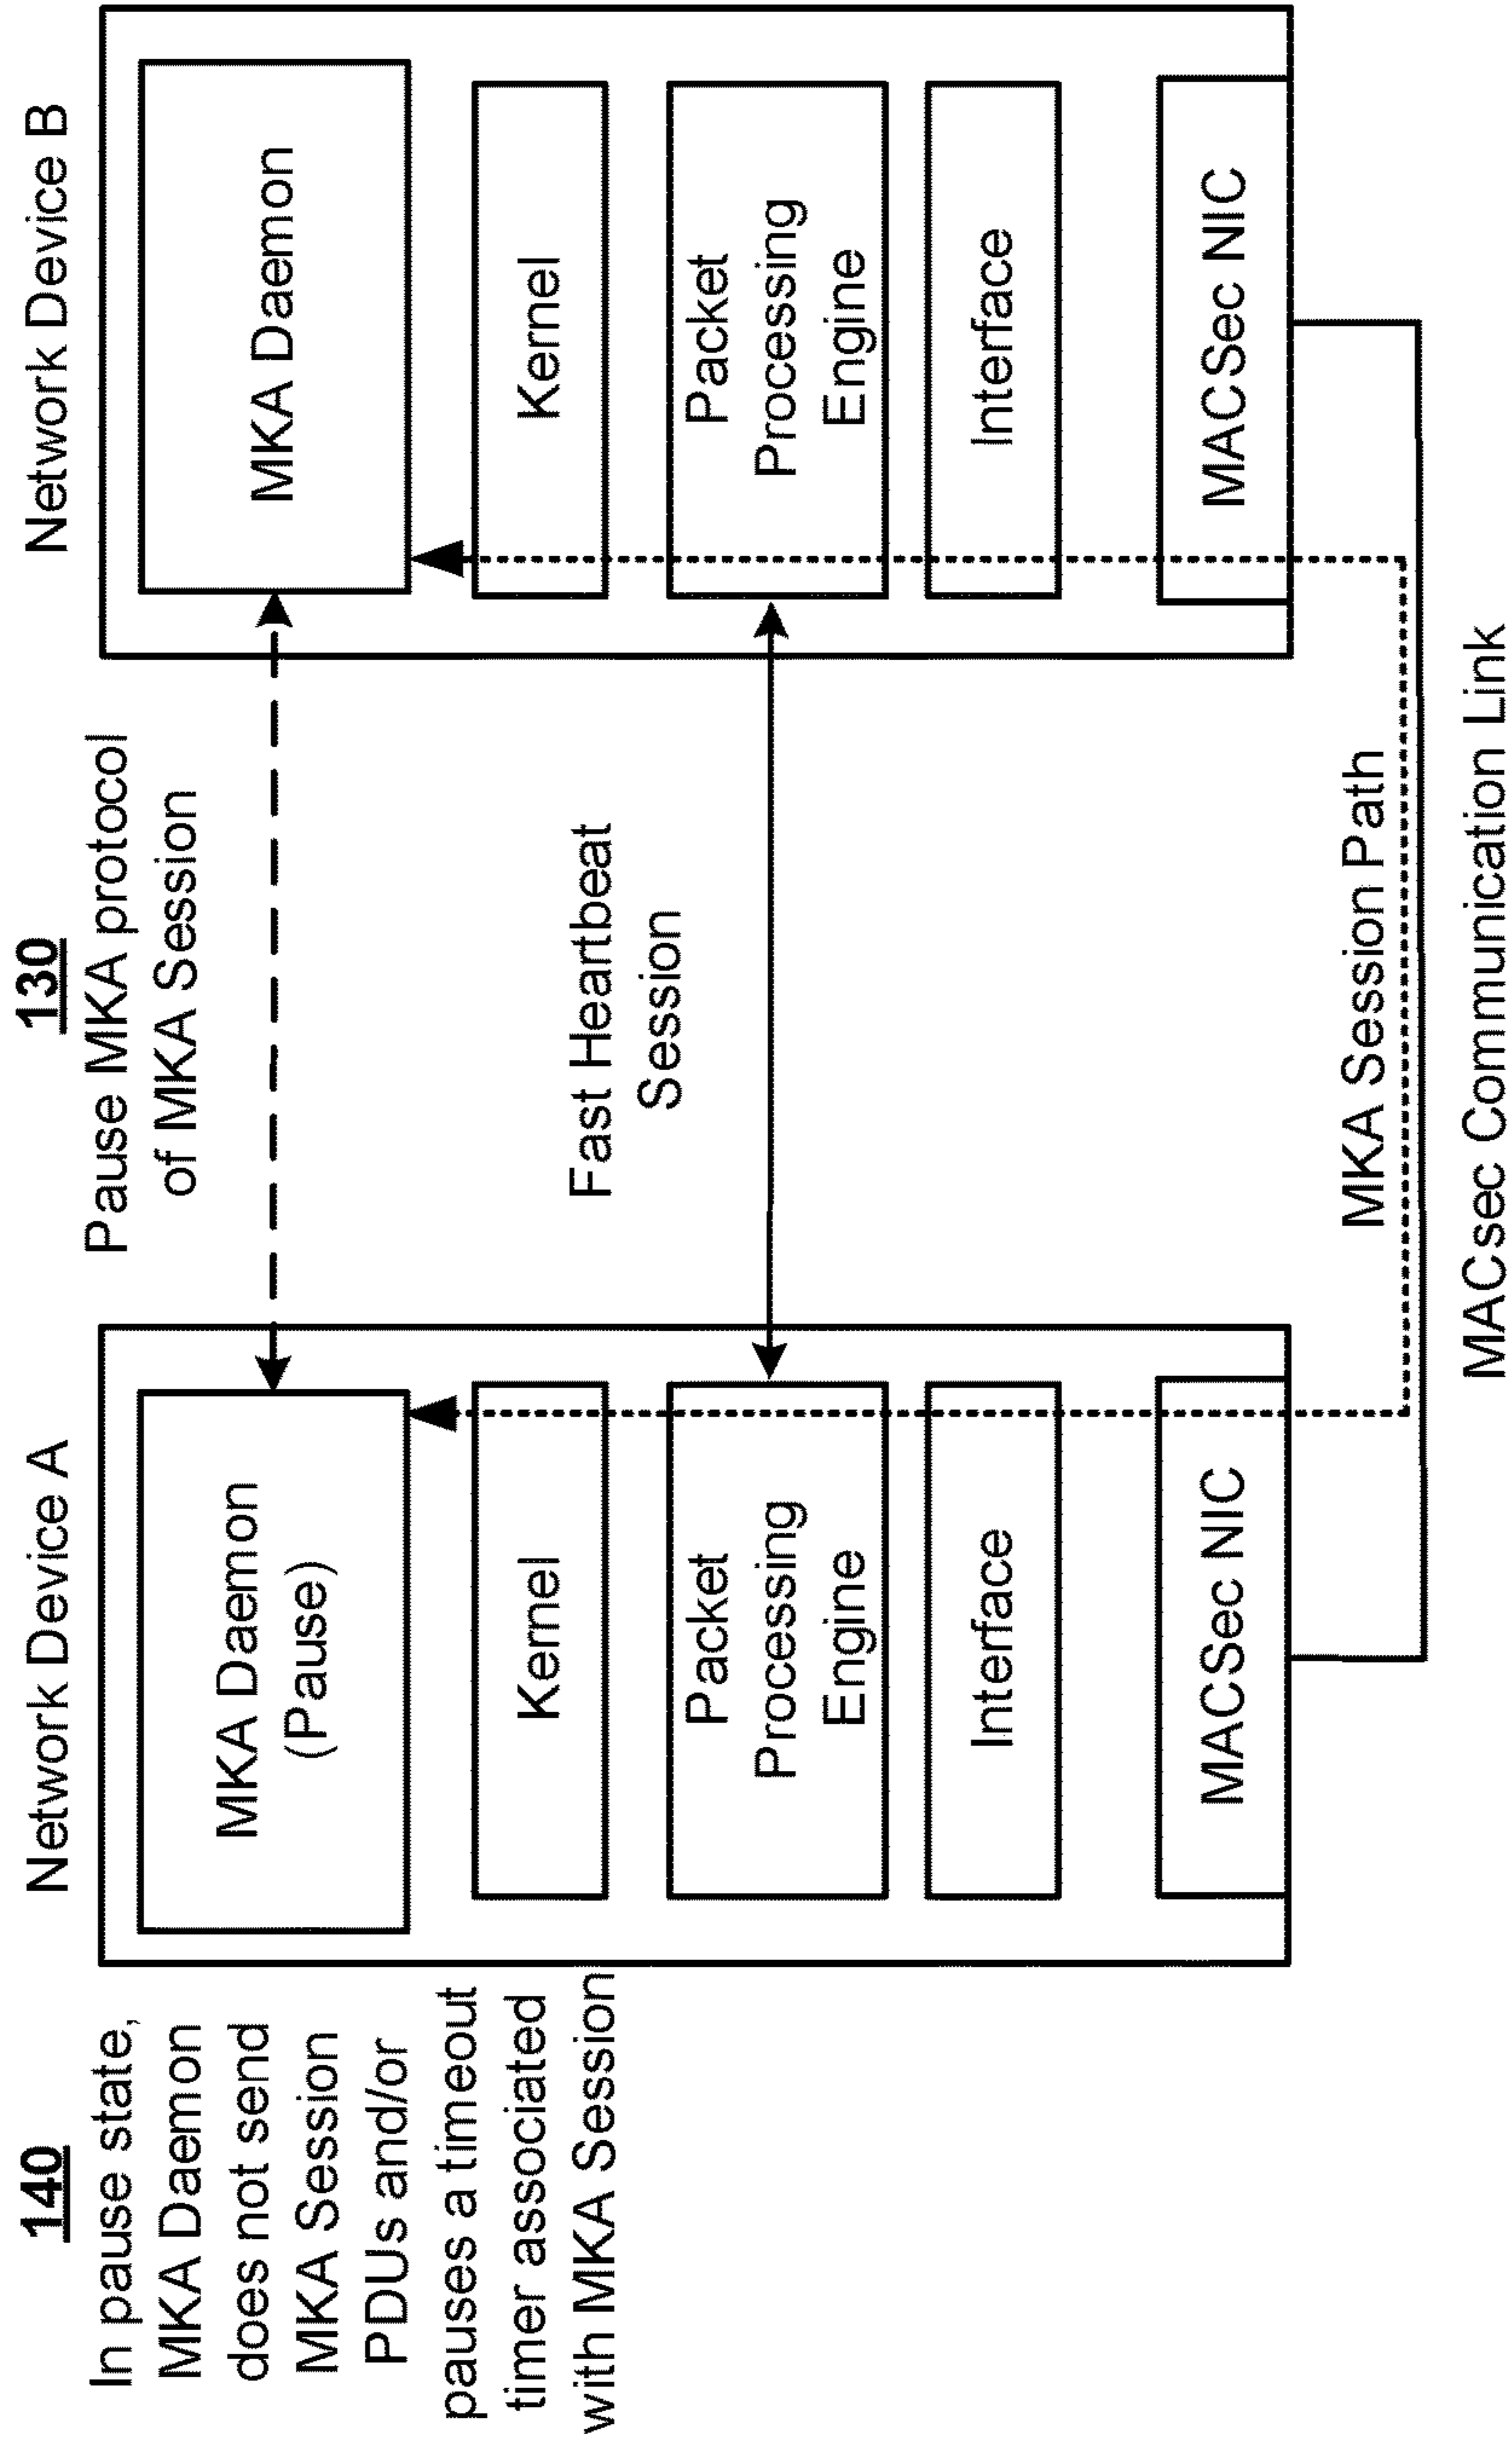 140
In pause state,
MKA Daemon
does not send
MKA Session
PDUs and/or
pauses a timeout
timer associated
with MKA Session
Network Device A
MKA Daemon
(Pause)
Kernel
Packet
Processing
Engine
Interface
MACSec NIC
130
Pause MKA protocol
of MKA Session
Fast Heartbeat
Session
MKA Session Path
MACsec Communication Link
Network Device B
MKA Daemon
Kernel
Packet
Processing
Engine
Interface
MACSec NIC